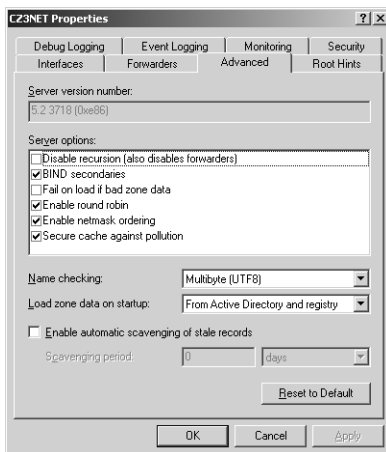 CZ3NET Properties
Debug Logging Event Logging Monitoring Security
Interfaces Forwarders Advanced Root Hints
Server version number:
5.2 3718 (0xe86)
Server options:
Disable recursion (also disables forwarders)
BIND secondaries
Fail on load if bad zone data
Enable round robin
Enable netmask ordering
Secure cache against pollution
Name checking: Multibyte (UTF8)
Load zone data on startup: From Active Directory and registry
Enable automatic scavenging of stale records
Scavenging period: 0 days
Reset to Default
OK Cancel Apply